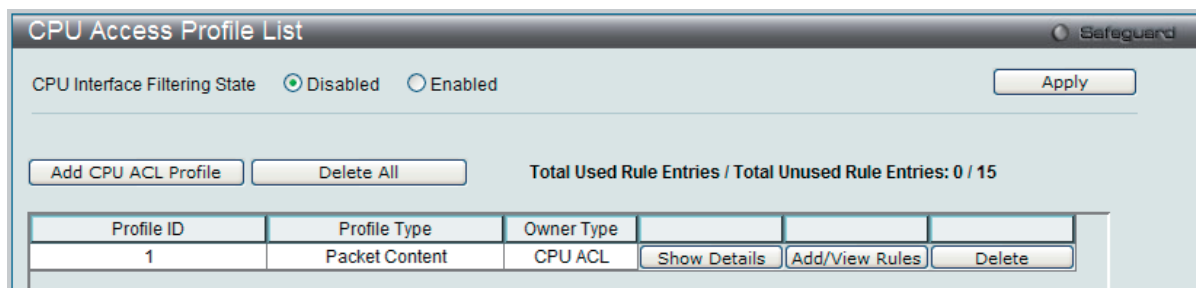 CPU Access Profile List
Safeguard
CPU Interface Filtering State Disabled Enabled Apply
Add CPU ACL Profile Delete All Total Used Rule Entries / Total Unused Rule Entries: 0 / 15
Profile ID Profile Type Owner Type
1 Packet Content CPU ACL Show Details Add/View Rules Delete